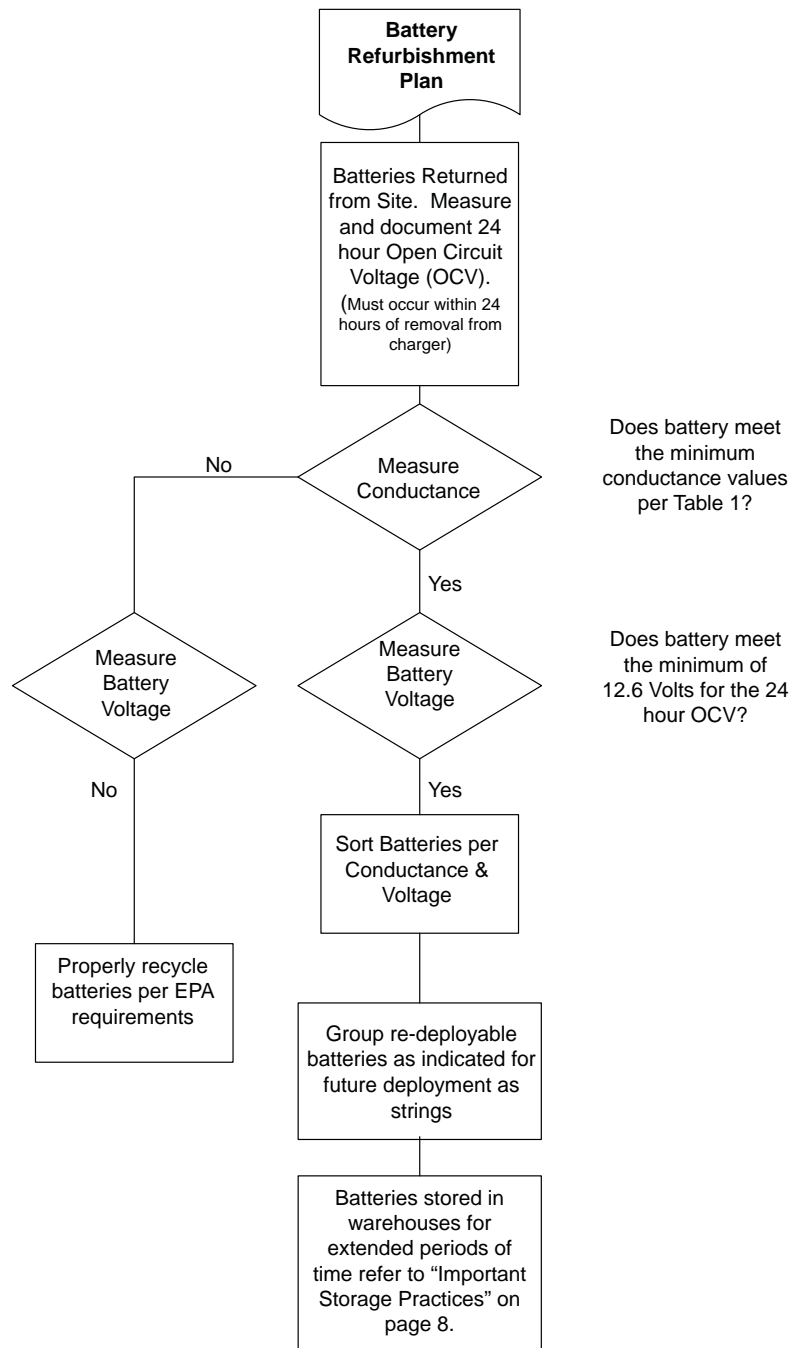 Battery
Refurbishment
Plan
Batteries Returned
from Site.  Measure
and document 24
hour Open Circuit
Voltage (OCV).
(Must occur within 24
hours of removal from
charger)
No
Measure
Conductance
Does battery meet
the minimum
conductance values
per Table 1?
Yes
Measure
Battery
Voltage
Measure
Battery
Voltage
Does battery meet
the minimum of
12.6 Volts for the 24
hour OCV?
No
Yes
Sort Batteries per
Conductance &
Voltage
Properly recycle
batteries per EPA
requirements
Group re-deployable
batteries as indicated for
future deployment as
strings
Batteries stored in
warehouses for
extended periods of
time refer to “Important
Storage Practices” on
page 8.